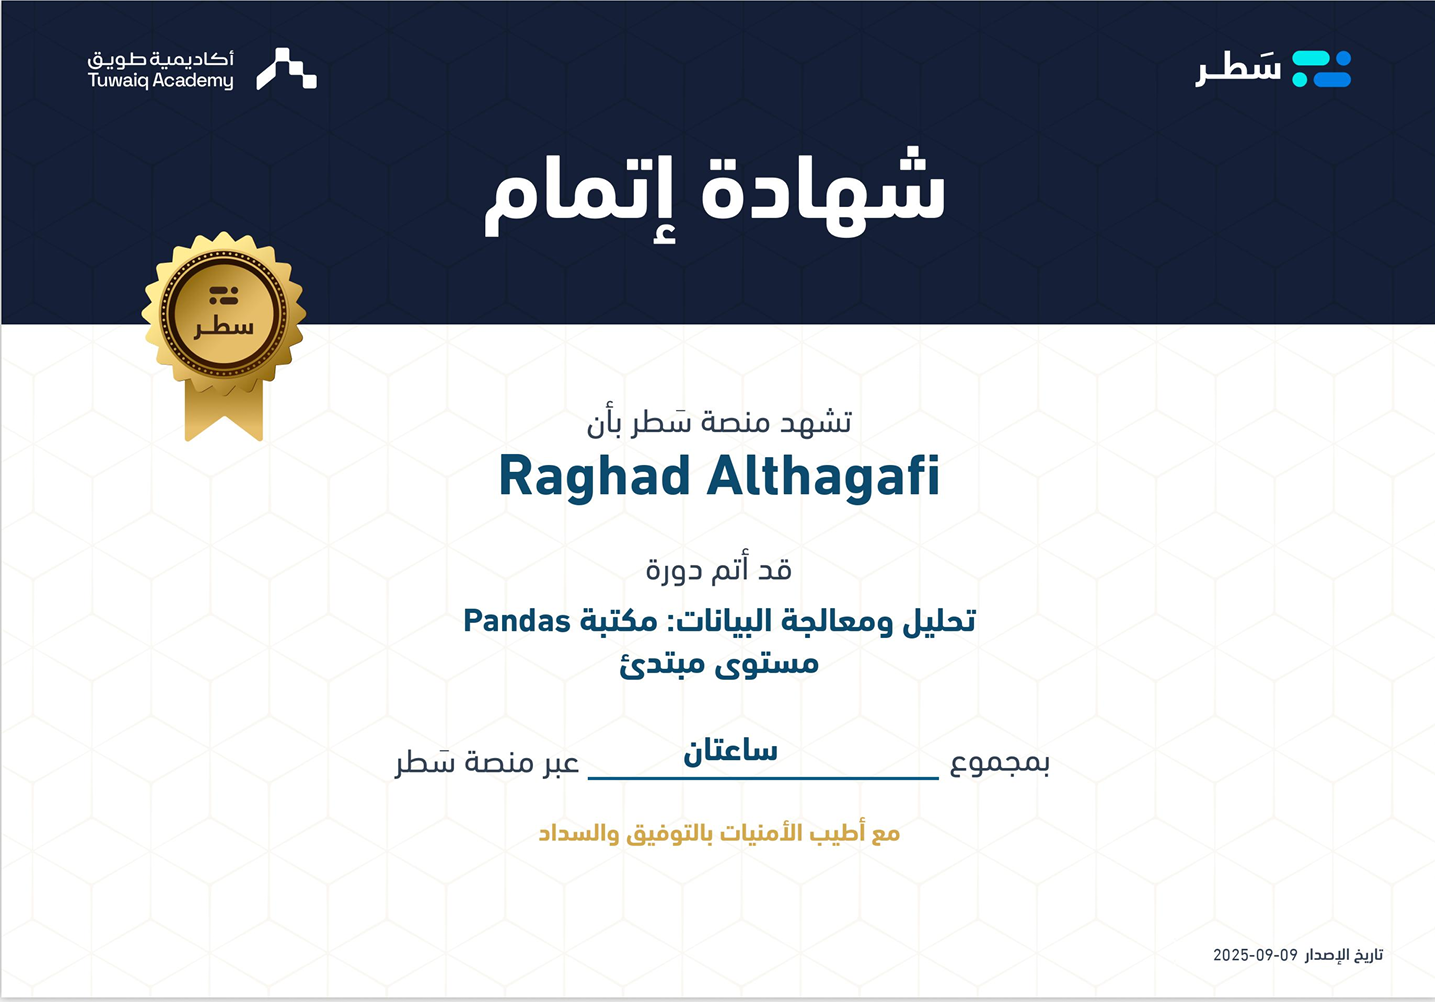 سَطر
أكاديمية طويق
Tuwaiq Academy
شهادة إتمام
سطر
تشهد منصة سَطر بأن
Raghad Althagafi
قد أتم دورة
تحليل ومعالجة البيانات: مكتبة Pandas
مستوى مبتدئ
بمجموع ساعتان عبر منصة سَطر
مع أطيب الأمنيات بالتوفيق والسداد
تاريخ الإصدار 2025-09-09